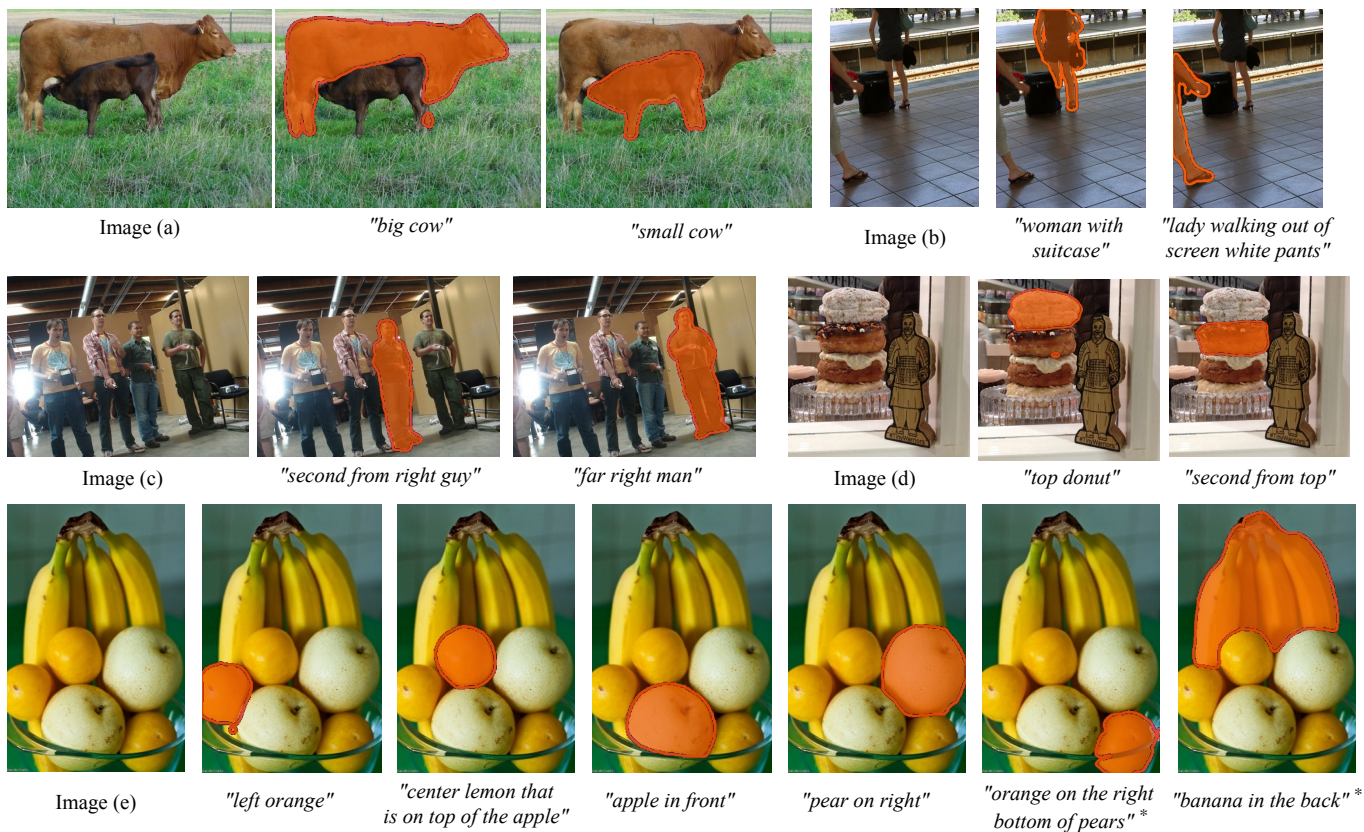 Image (a)
"big cow"
"small cow"
Image (b)
"woman with
suitcase"
"lady walking out of
screen white pants"
Image (c)
"second from right guy"
"far right man"
Image (d)
"top donut"
"second from top"
Image (e)
"left orange"
"center lemon that
is on top of the apple"
"apple in front"
"pear on right"
"orange on the right
bottom of pears" *
"banana in the back" *